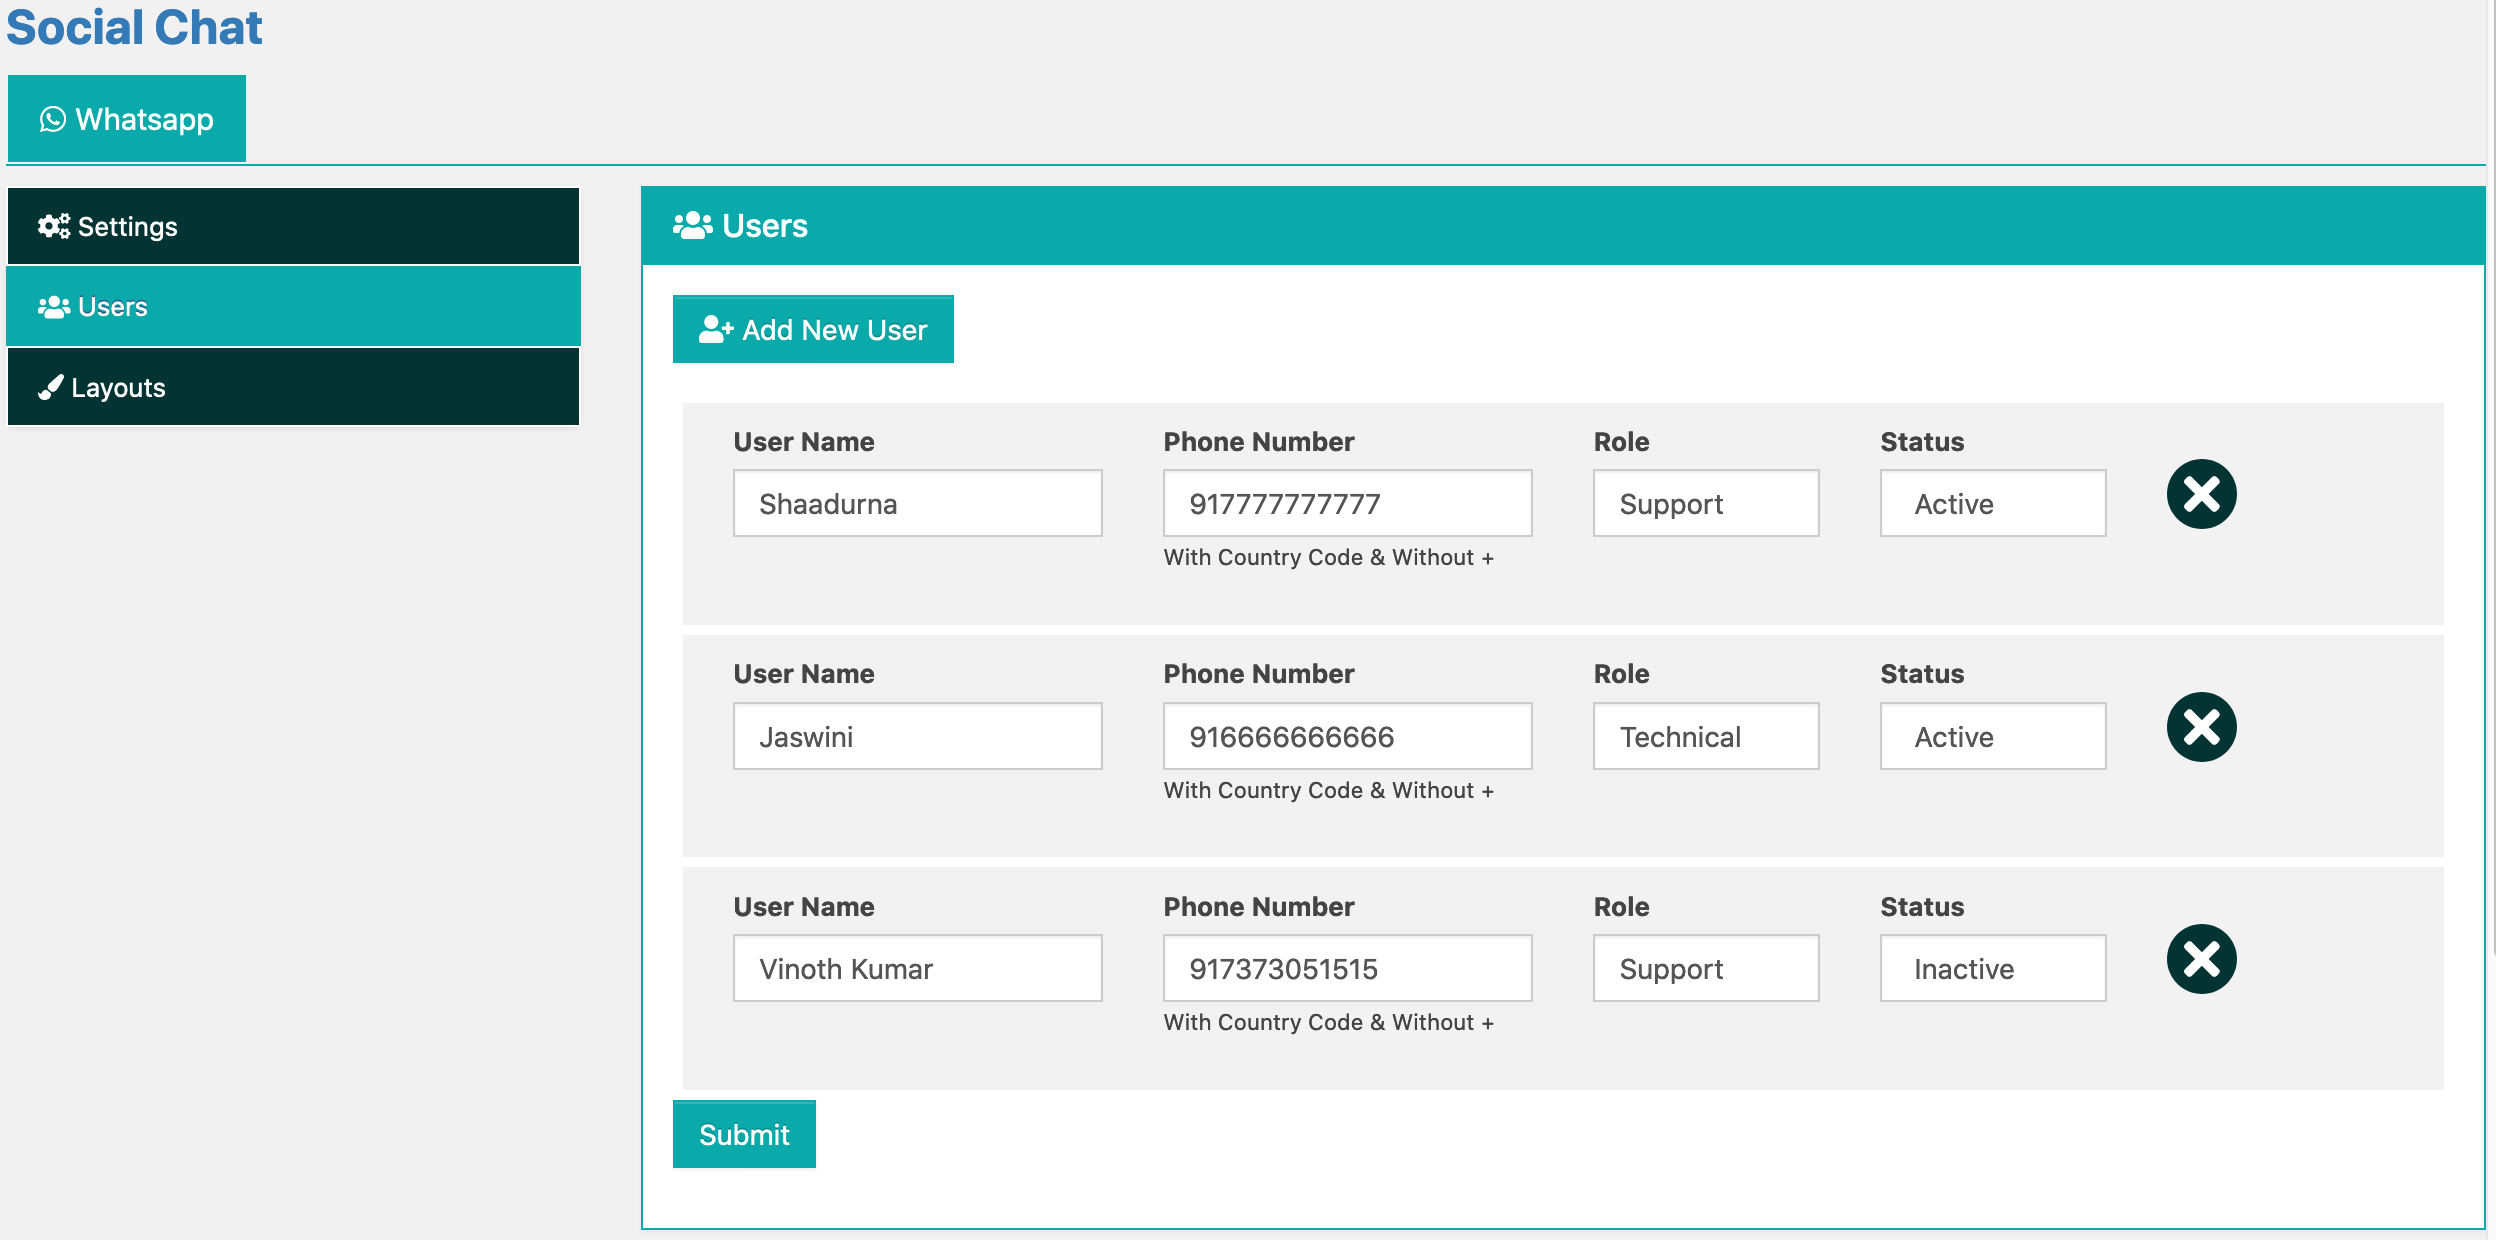 Social Chat
Whatsapp
Settings
Users
Layouts
Users
Add New User
User Name Phone Number Role Status
Shaadurna 917777777777 Support Active
With Country Code & Without +
User Name Phone Number Role Status
Jaswini 916666666666 Technical Active
With Country Code & Without +
User Name Phone Number Role Status
Vinoth Kumar 917373051515 Support Inactive
With Country Code & Without +
Submit